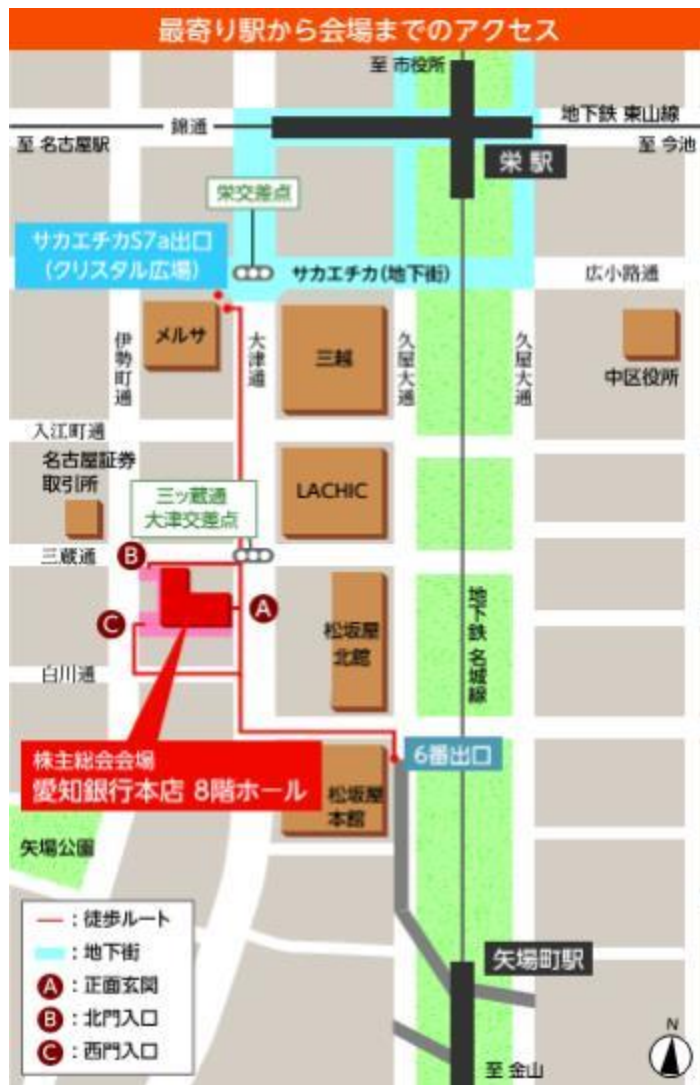 最寄り駅から会場までのアクセス
至 市役所
地下鉄 東山線
錦通
至 名古屋駅
至 今池
栄 駅
栄交差点
サカエチカS7a出口
(クリスタル広場)
サカエチカ(地下街)
広小路通
メルサ
伊勢町通
大津通
三越
久屋大通
久屋大通
中区役所
入江町通
名古屋証券
取引所
LACHIC
三ッ蔵通
大津交差点
三蔵通
B
A
C
松坂屋
北館
地下鉄 名城線
白川通
株主総会会場
愛知銀行本店 8階ホール
6番出口
松坂屋
本館
矢場公園
:徒歩ルート
:地下街
A:正面玄関
B:北門入口
C:西門入口
矢場町駅
至 金山
N